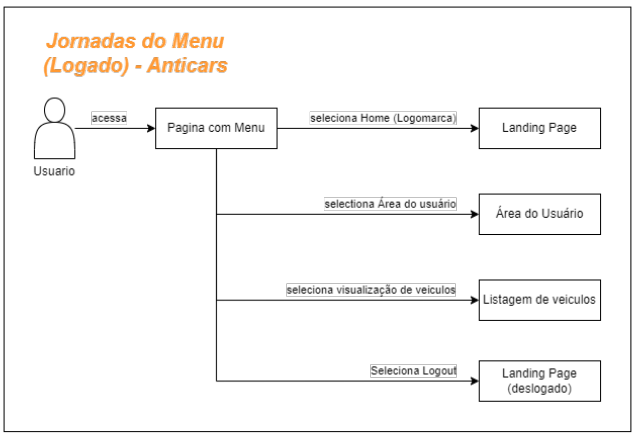 Jornadas do Menu
(Logado) - Anticars
acessa
Pagina com Menu
seleciona Home (Logomarca)
Landing Page
Usuario
selectiona Área do usuário
Área do Usuário
seleciona visualização de veiculos
Listagem de veiculos
Seleciona Logout
Landing Page
(deslogado)